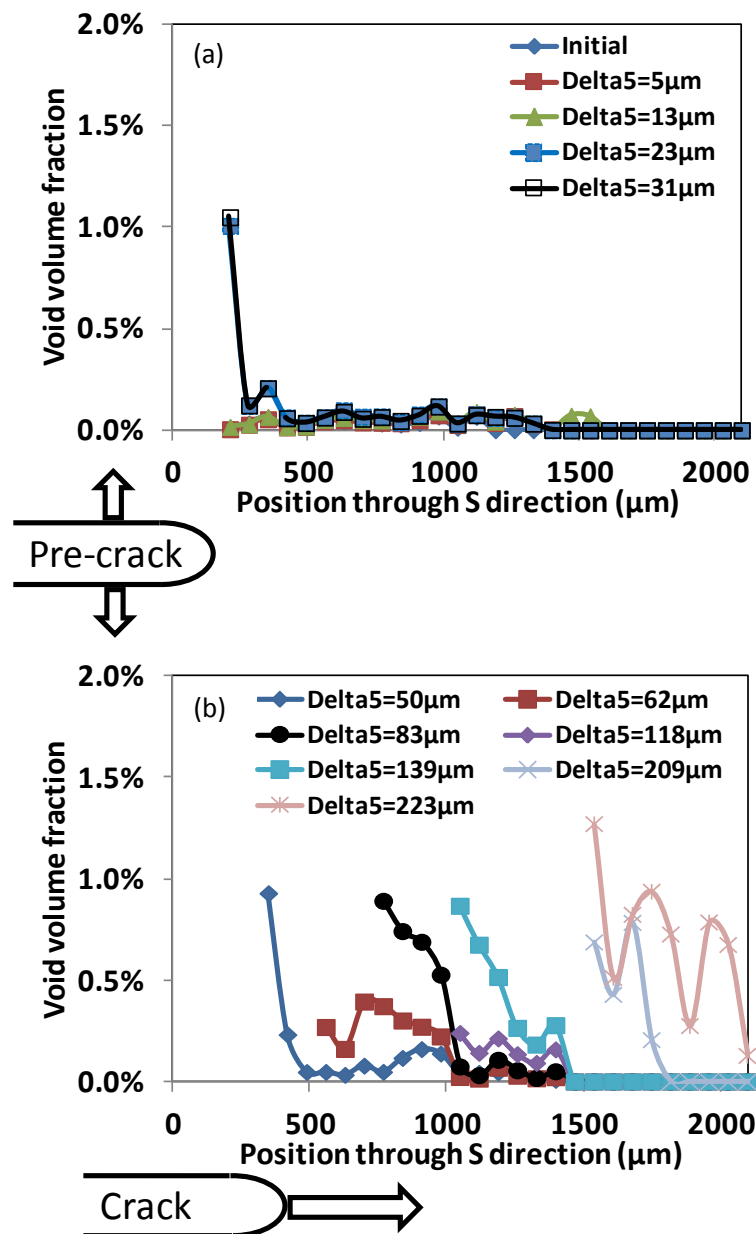 2.0%
(a)
Initial
Delta5=5µm
1.5%
Delta5=13µm
Delta5=23µm
Delta5=31µm
1.0%
0.5%
0.0%
Void volume fraction
0 500 1000 1500 2000
Position through S direction (µm)
Pre-crack
2.0%
(b)
Delta5=50µm Delta5=62µm
Delta5=83µm Delta5=118µm
1.5%
Delta5=139µm Delta5=209µm
Delta5=223µm
1.0%
0.5%
0.0%
Void volume fraction
0 500 1000 1500 2000
Position through S direction (µm)
Crack